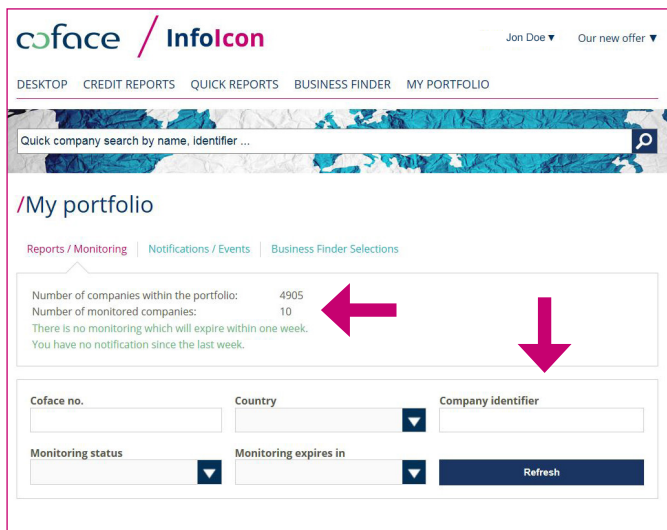 coface / InfoIcon
Jon Doe ▼ Our new offer ▼
DESKTOP CREDIT REPORTS QUICK REPORTS BUSINESS FINDER MY PORTFOLIO
Quick company search by name, identifier ...
/My portfolio
Reports / Monitoring | Notifications / Events | Business Finder Selections
Number of companies within the portfolio: 4905
Number of monitored companies: 10
There is no monitoring which will expire within one week.
You have no notification since the last week.
Coface no. Country Company identifier
Monitoring status Monitoring expires in
Refresh